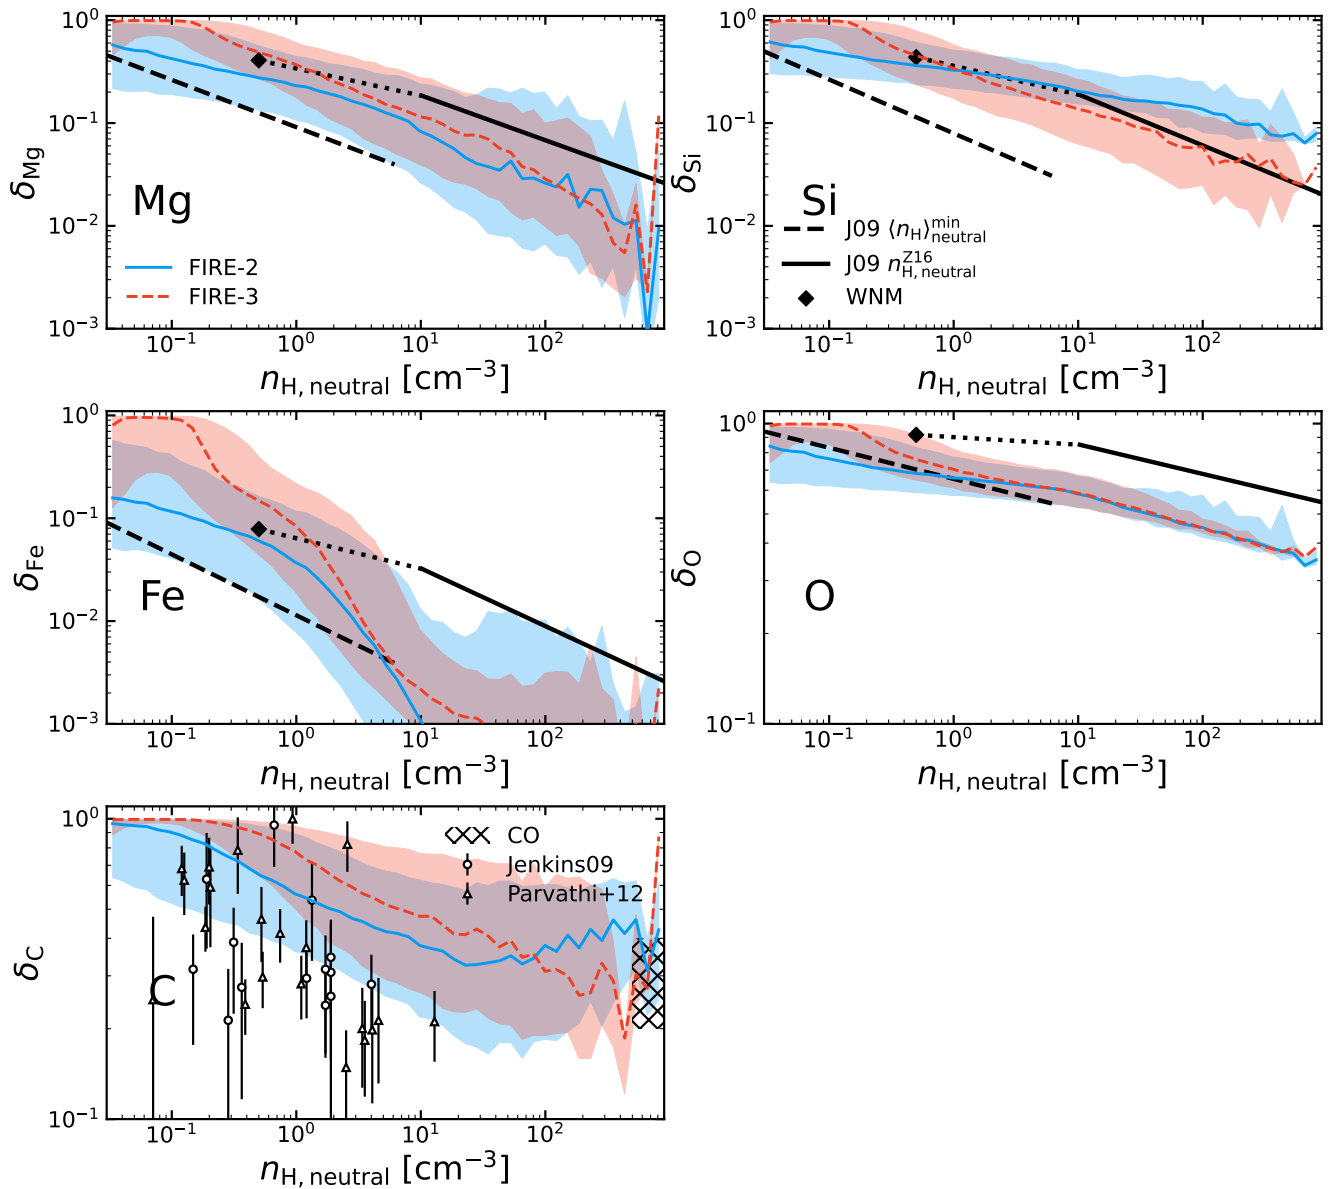 10⁰
10⁻¹
10⁻²
10⁻³
δ_Mg
Mg
FIRE-2
FIRE-3
10⁻¹ 10⁰ 10¹ 10²
n_H, neutral [cm⁻³]
10⁰
10⁻¹
10⁻²
10⁻³
δ_Si
Si
J09 ⟨n_H⟩^min_neutral
J09 n^Z16_H, neutral
WNM
10⁻¹ 10⁰ 10¹ 10²
n_H, neutral [cm⁻³]
10⁰
10⁻¹
10⁻²
10⁻³
δ_Fe
Fe
10⁻¹ 10⁰ 10¹ 10²
n_H, neutral [cm⁻³]
10⁰
10⁻¹
δ_O
O
10⁻¹ 10⁰ 10¹ 10²
n_H, neutral [cm⁻³]
10⁰
10⁻¹
δ_C
C
CO
Jenkins09
Parvathi+12
10⁻¹ 10⁰ 10¹ 10²
n_H, neutral [cm⁻³]